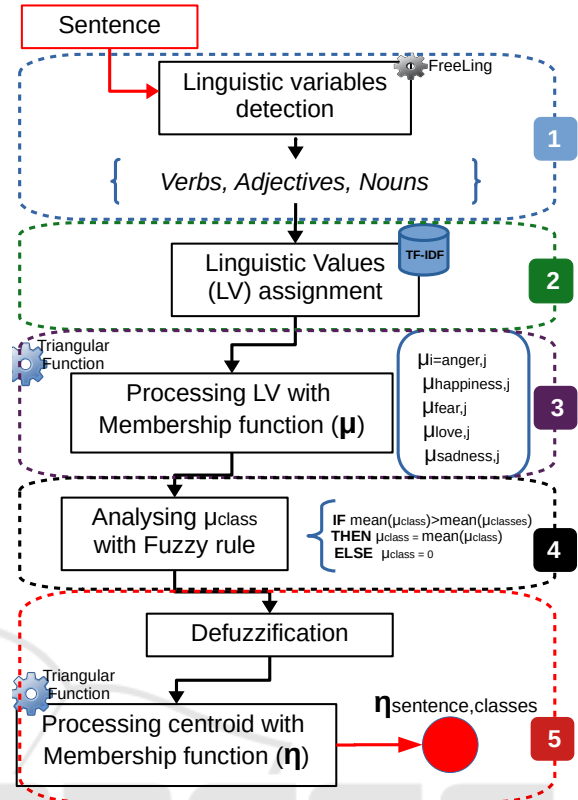 Sentence
FreeLing
Linguistic variables
detection
1
{ Verbs, Adjectives, Nouns }
TF-IDF
Linguistic Values
(LV) assignment
2
Triangular
Function
Processing LV with
Membership function (μ)
μi=anger,j
μhappiness,j
μfear,j
μlove,j
μsadness,j
3
Analysing μclass
with Fuzzy rule
IF mean(μclass)>mean(μclasses)
THEN μclass = mean(μclass)
ELSE μclass = 0
4
Defuzzification
Triangular
Function
Processing centroid with
Membership function (η)
ηsentence,classes
5